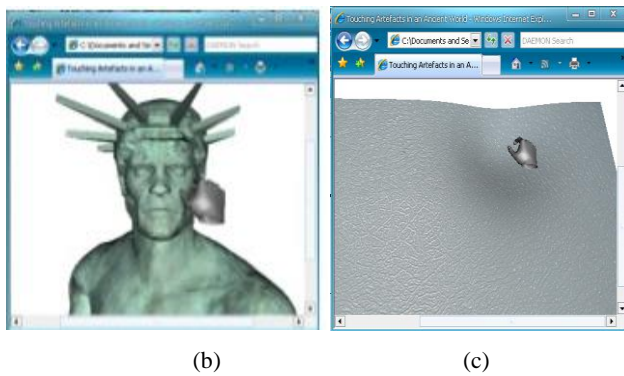 Touching Artefacts in an Ancient World - Windows Internet Expl...
C:\Documents and Se
DAEMON Search
Touching Artefacts in an A...
C:\Documents and Se
DAEMON Search
Touching Artefacts in an A...
(b)
(c)